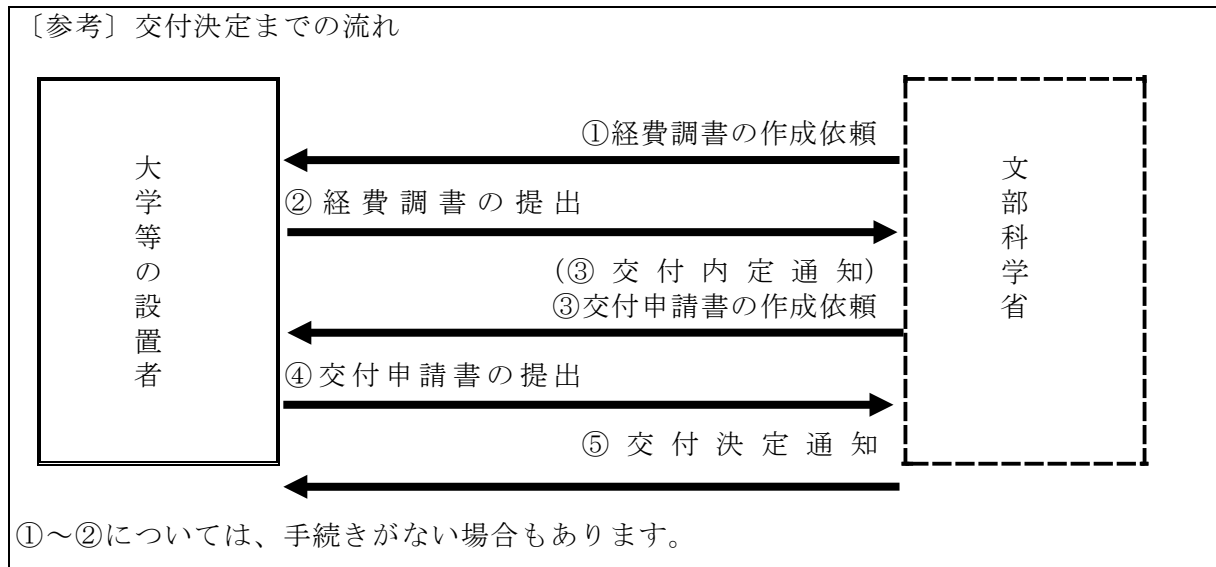 〔参考〕交付決定までの流れ
大学等の設置者
①経費調書の作成依頼
②経費調書の提出
(③交付内定通知)
③交付申請書の作成依頼
④交付申請書の提出
⑤交付決定通知
文部科学省
①～②については、手続きがない場合もあります。